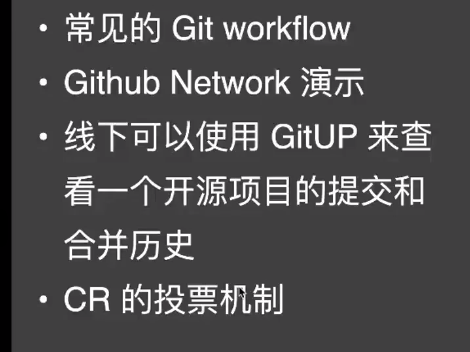 • 常见的 Git workflow
• Github Network 演示
• 线下可以使用 GitUP 来查
看一个开源项目的提交和
合并历史
• CR 的投票机制